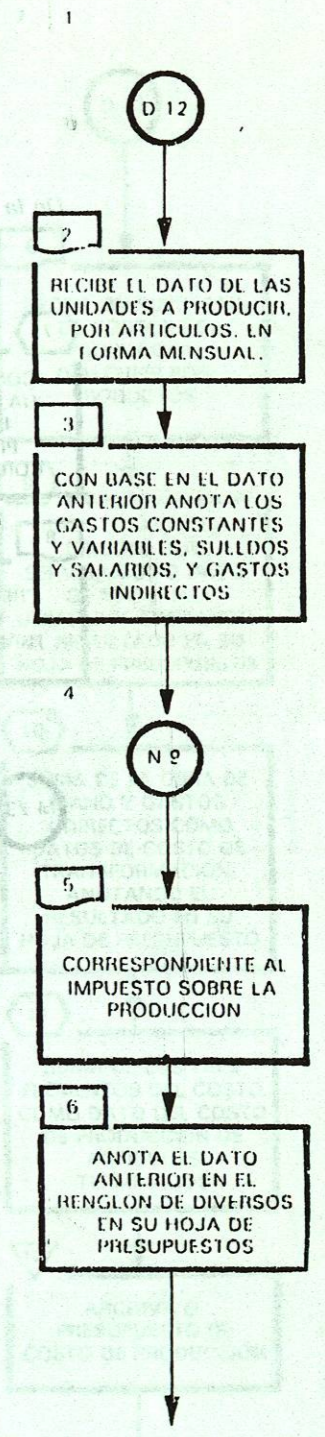 1
D 12
2
RECIBE EL DATO DE LAS
UNIDADES A PRODUCIR,
POR ARTICULOS, EN
FORMA MENSUAL.
3
CON BASE EN EL DATO
ANTERIOR ANOTA LOS
GASTOS CONSTANTES
Y VARIABLES, SUELDOS
Y SALARIOS, Y GASTOS
INDIRECTOS
4
N 9
5
CORRESPONDIENTE AL
IMPUESTO SOBRE LA
PRODUCCION
6
ANOTA EL DATO
ANTERIOR EN EL
RENGLON DE DIVERSOS
EN SU HOJA DE
PRESUPUESTOS